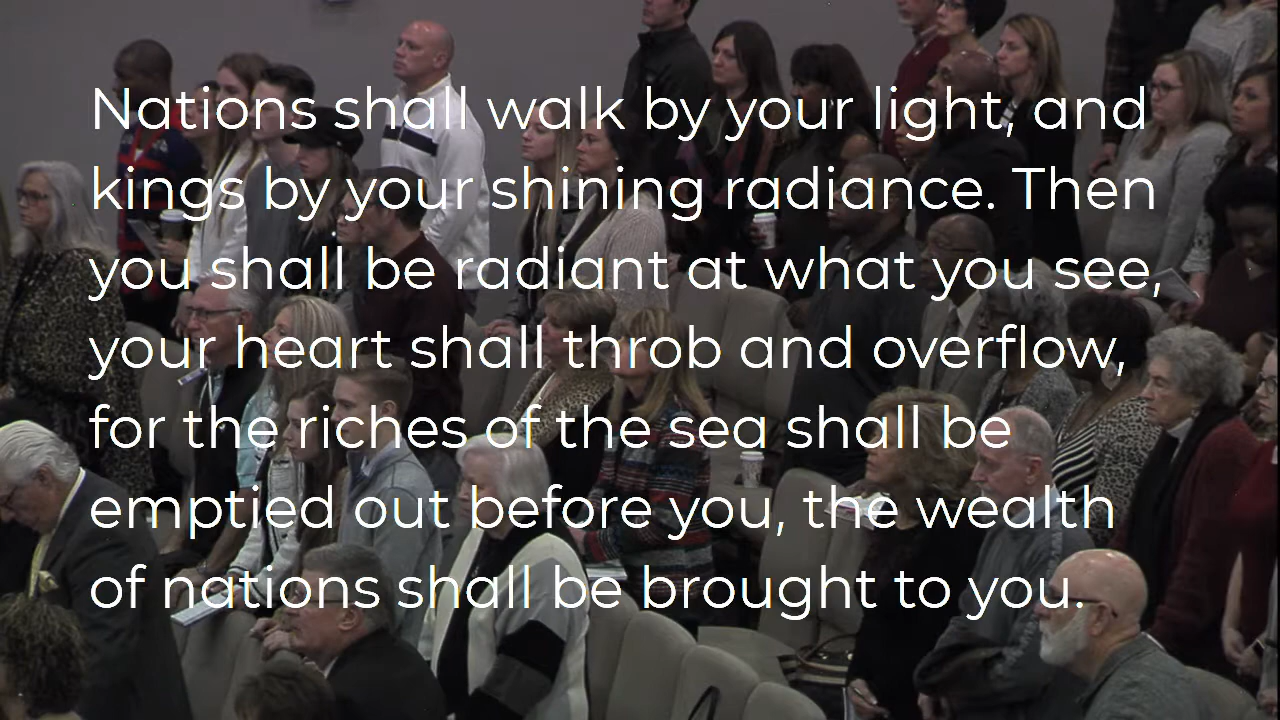 Nations shall walk by your light, and
kings by your shining radiance. Then
you shall be radiant at what you see,
your heart shall throb and overflow,
for the riches of the sea shall be
emptied out before you, the wealth
of nations shall be brought to you.